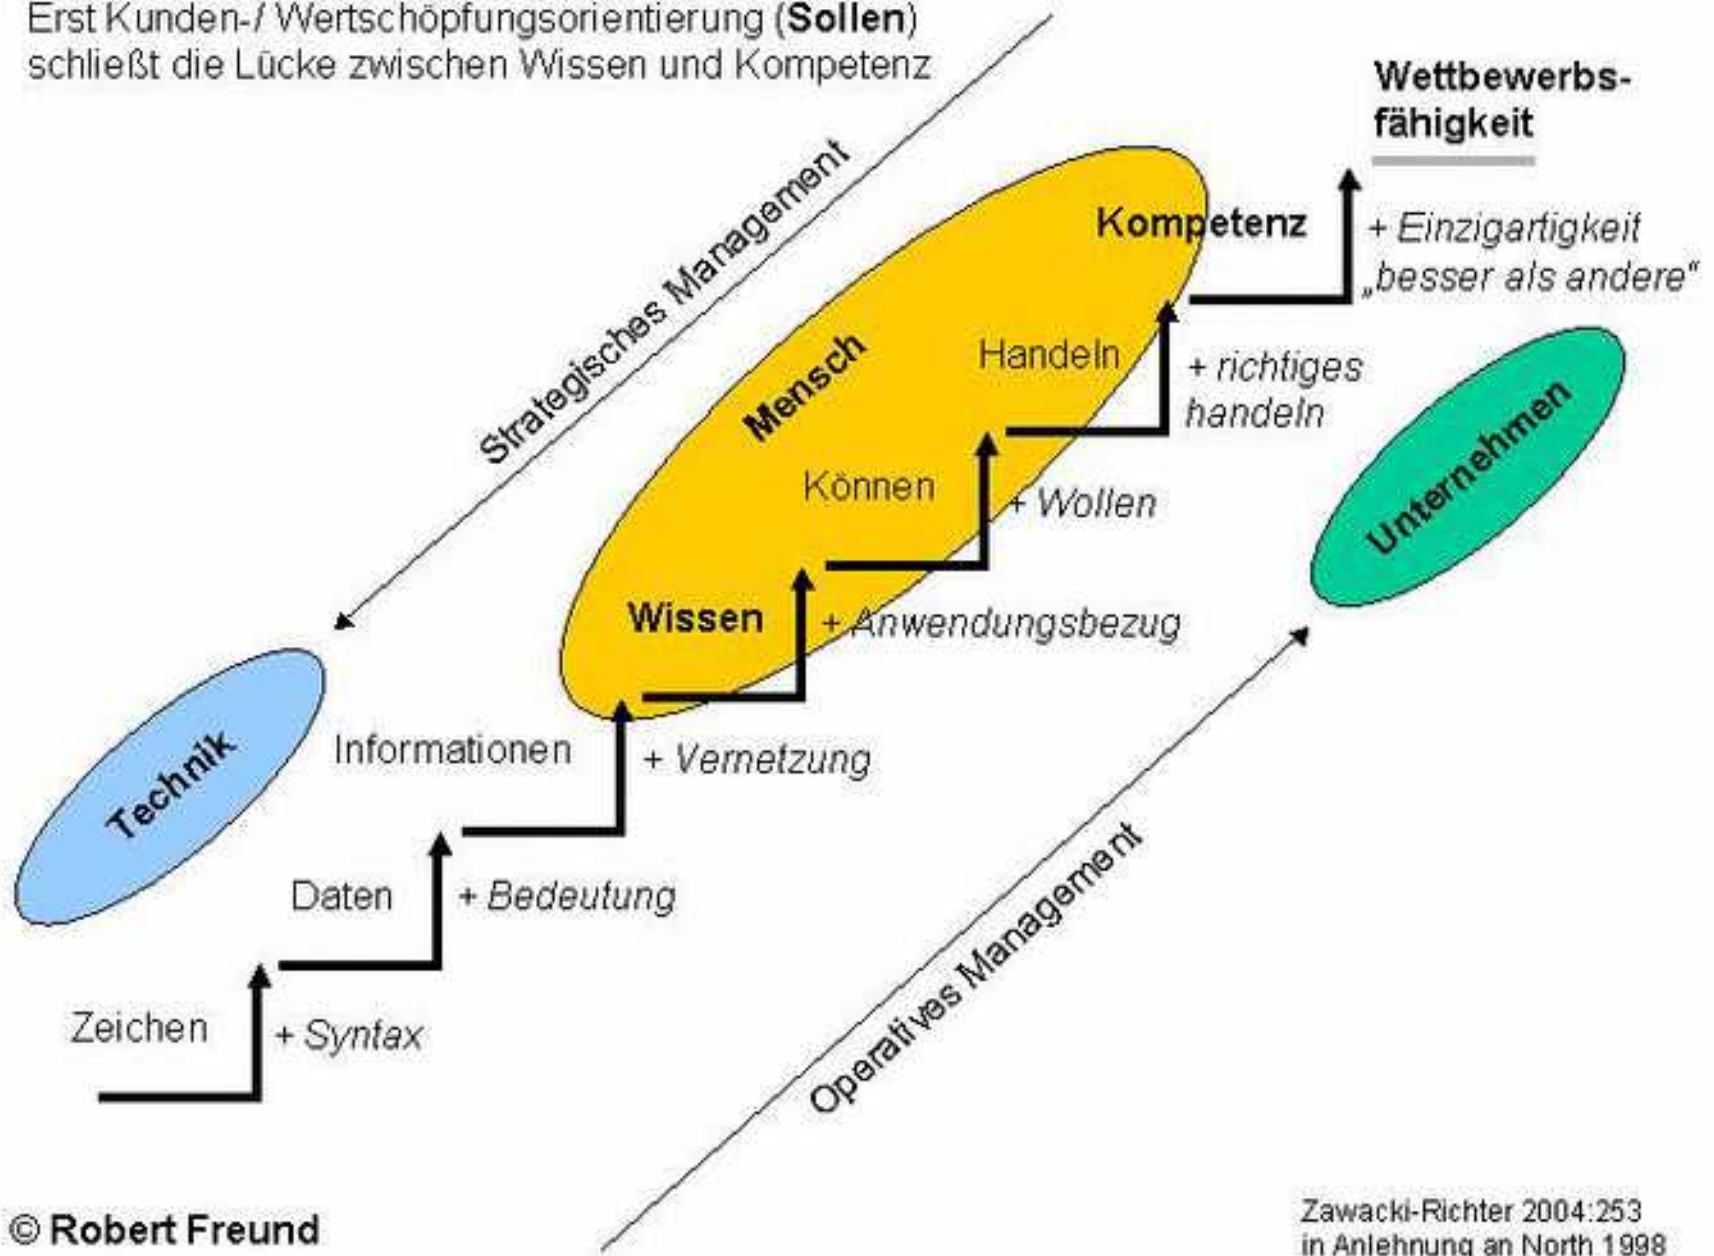 Erst Kunden-/ Wertschöpfungsorientierung (Sollen)
schließt die Lücke zwischen Wissen und Kompetenz
Wettbewerbs-
fähigkeit
Strategisches Management
Kompetenz
+ Einzigartigkeit
„besser als andere“
Mensch
Handeln
+ richtiges
handeln
Unternehmen
Können
+ Wollen
Wissen
+ Anwendungsbezug
Technik
Informationen
+ Vernetzung
Daten
+ Bedeutung
Operatives Management
Zeichen
+ Syntax
© Robert Freund
Zawacki-Richter 2004:253
in Anlehnung an North 1998